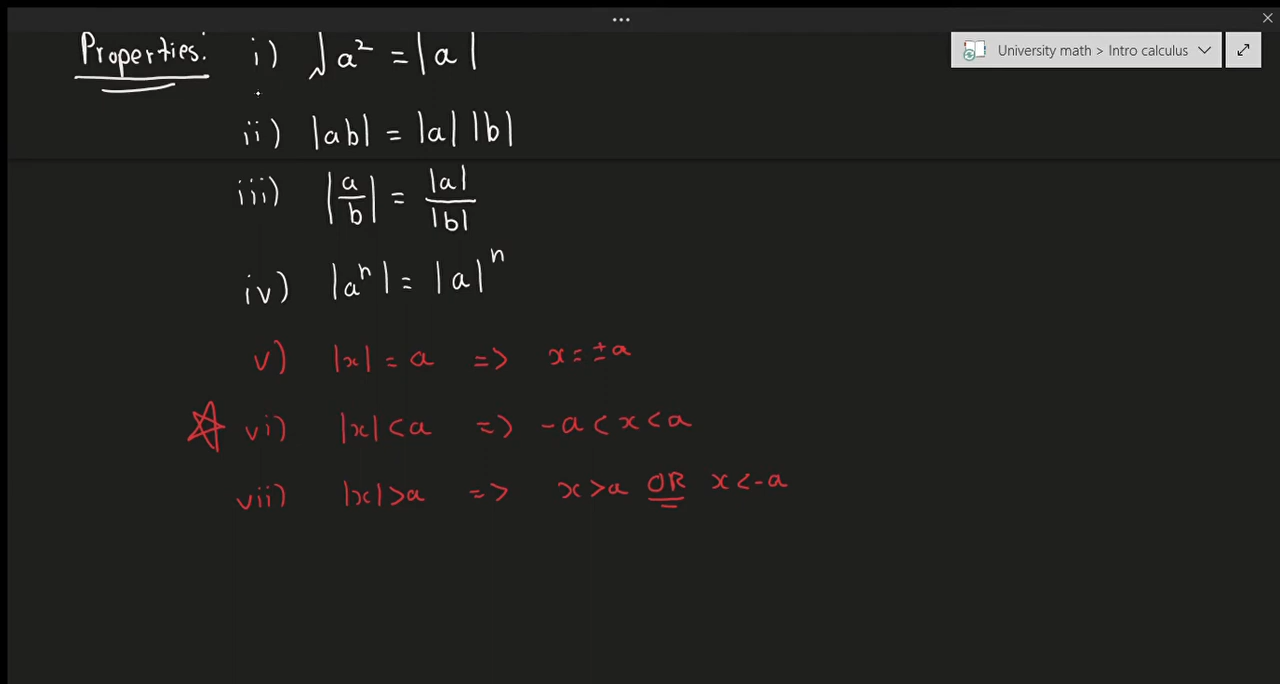 Properties: i) √a² = |a|
University math > Intro calculus
ii) |ab| = |a| |b|
iii) |a/b| = |a|/|b|
iv) |aⁿ| = |a|ⁿ
v) |x| = a => x = ±a
vi) |x| < a => -a < x < a
vii) |x| > a => x > a OR x < -a